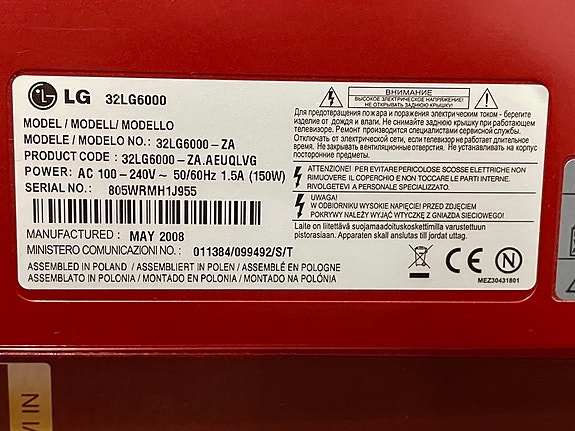 LG 32LG6000
MODEL / MODELL/ MODELLO
MODELE / MODELO NO. : 32LG6000-ZA
PRODUCT CODE : 32LG6000-ZA.AEUQLVG
POWER: AC 100-240V ~ 50/60Hz 1.5A (150W)
SERIAL NO.: 805WRMH1J955
MANUFACTURED : MAY 2008
MINISTERO COMUNICAZIONI NO.: 011384/099492/S/T
ASSEMBLED IN POLAND / ASSEMBLIERT IN POLEN / ASSEMBLÉ EN POLOGNE
ASSEMBLATO IN POLONIA / MONTADO EN POLONIA / MONTADO NA POLÓNIA
ВНИМАНИЕ
ВЫСОКОЕ ЭЛЕКТРИЧЕСКОЕ НАПРЯЖЕНИЕ!
НЕ ОТКРЫВАТЬ ЗАДНЮЮ КРЫШКУ!
Для предотвращения пожара и поражения электрическим током - берегите
изделие от дождя и влаги. Не снимайте заднюю крышку при работающем
телевизоре. Ремонт производится специалистами сервисной службы.
Отключайте электропитание от сети, если телевизор не работает
длительное время. Не закрывать вентиляционные отверстия. Не устанавливать на корпус
посторонние предметы.
ATTENZIONE! PER EVITARE PERICOLOSE SCOSSE ELETTRICHE NON
RIMUOVERE IL COPERCHIO E NON TOCCARE LE PARTI INTERNE.
RIVOLGERSI A PERSONALE QUALIFICATO.
UWAGA!
W ODBIORNIKU WYSOKIE NAPIĘCIE! PRZED ZDJĘCIEM
POKRYWY NALEŻY WYJĄĆ WTYCZKĘ Z GNIAZDA SIECIOWEGO!
Laite on liitettävä suojamaadoituskoskettimilla varustettuun
pistorasiaan. Apparaten skall anslutas till jordat uttag.
CE N
MEZ30431801
VI IN